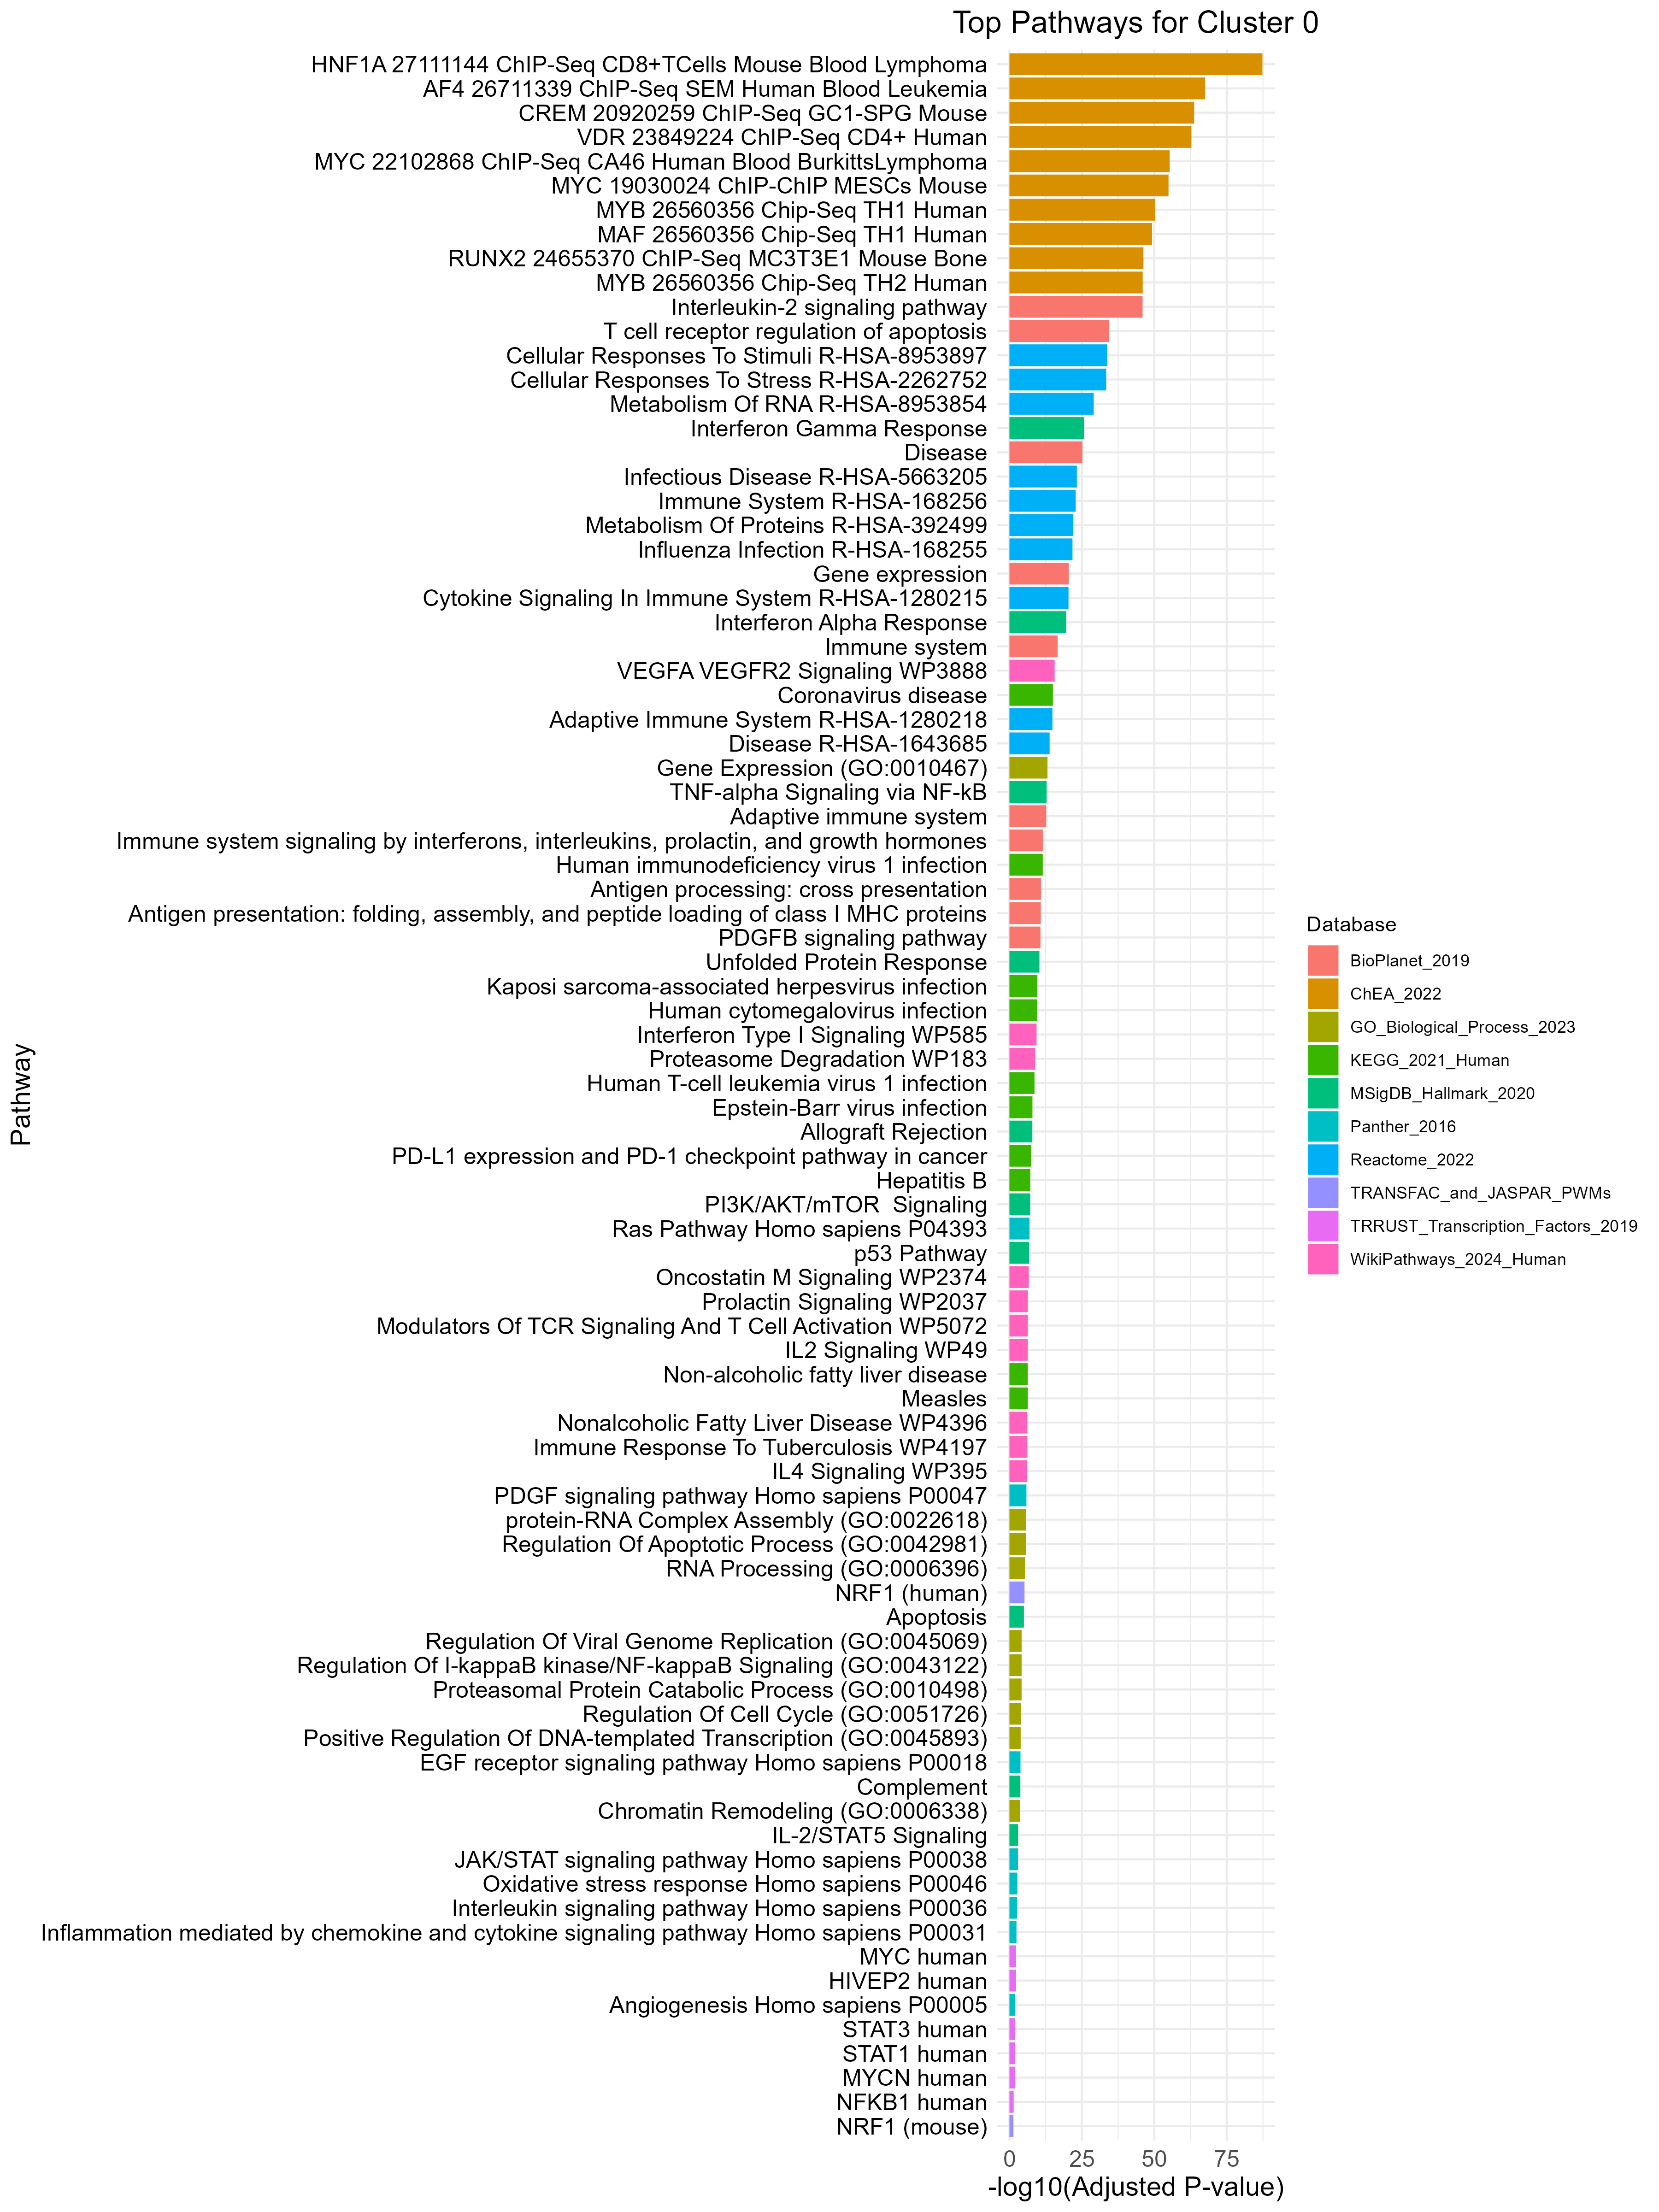 Top Pathways for Cluster 0
HNF1A 27111144 ChIP-Seq CD8+TCells Mouse Blood Lymphoma
AF4 26711339 ChIP-Seq SEM Human Blood Leukemia
CREM 20920259 ChIP-Seq GC1-SPG Mouse
VDR 23849224 ChIP-Seq CD4+ Human
MYC 22102868 ChIP-Seq CA46 Human Blood BurkittsLymphoma
MYC 19030024 ChIP-ChIP MESCs Mouse
MYB 26560356 Chip-Seq TH1 Human
MAF 26560356 Chip-Seq TH1 Human
RUNX2 24655370 ChIP-Seq MC3T3E1 Mouse Bone
MYB 26560356 Chip-Seq TH2 Human
Interleukin-2 signaling pathway
T cell receptor regulation of apoptosis
Cellular Responses To Stimuli R-HSA-8953897
Cellular Responses To Stress R-HSA-2262752
Metabolism Of RNA R-HSA-8953854
Interferon Gamma Response
Disease
Infectious Disease R-HSA-5663205
Immune System R-HSA-168256
Metabolism Of Proteins R-HSA-392499
Influenza Infection R-HSA-168255
Gene expression
Cytokine Signaling In Immune System R-HSA-1280215
Interferon Alpha Response
Immune system
VEGFA VEGFR2 Signaling WP3888
Coronavirus disease
Adaptive Immune System R-HSA-1280218
Disease R-HSA-1643685
Gene Expression (GO:0010467)
TNF-alpha Signaling via NF-kB
Adaptive immune system
Immune system signaling by interferons, interleukins, prolactin, and growth hormones
Human immunodeficiency virus 1 infection
Antigen processing: cross presentation
Antigen presentation: folding, assembly, and peptide loading of class I MHC proteins
PDGFB signaling pathway
Unfolded Protein Response
Kaposi sarcoma-associated herpesvirus infection
Human cytomegalovirus infection
Interferon Type I Signaling WP585
Proteasome Degradation WP183
Human T-cell leukemia virus 1 infection
Epstein-Barr virus infection
Allograft Rejection
PD-L1 expression and PD-1 checkpoint pathway in cancer
Hepatitis B
PI3K/AKT/mTOR  Signaling
Ras Pathway Homo sapiens P04393
p53 Pathway
Oncostatin M Signaling WP2374
Prolactin Signaling WP2037
Modulators Of TCR Signaling And T Cell Activation WP5072
IL2 Signaling WP49
Non-alcoholic fatty liver disease
Measles
Nonalcoholic Fatty Liver Disease WP4396
Immune Response To Tuberculosis WP4197
IL4 Signaling WP395
PDGF signaling pathway Homo sapiens P00047
protein-RNA Complex Assembly (GO:0022618)
Regulation Of Apoptotic Process (GO:0042981)
RNA Processing (GO:0006396)
NRF1 (human)
Apoptosis
Regulation Of Viral Genome Replication (GO:0045069)
Regulation Of I-kappaB kinase/NF-kappaB Signaling (GO:0043122)
Proteasomal Protein Catabolic Process (GO:0010498)
Regulation Of Cell Cycle (GO:0051726)
Positive Regulation Of DNA-templated Transcription (GO:0045893)
EGF receptor signaling pathway Homo sapiens P00018
Complement
Chromatin Remodeling (GO:0006338)
IL-2/STAT5 Signaling
JAK/STAT signaling pathway Homo sapiens P00038
Oxidative stress response Homo sapiens P00046
Interleukin signaling pathway Homo sapiens P00036
Inflammation mediated by chemokine and cytokine signaling pathway Homo sapiens P00031
MYC human
HIVEP2 human
Angiogenesis Homo sapiens P00005
STAT3 human
STAT1 human
MYCN human
NFKB1 human
NRF1 (mouse)
0 25 50 75
-log10(Adjusted P-value)
Pathway
Database
BioPlanet_2019
ChEA_2022
GO_Biological_Process_2023
KEGG_2021_Human
MSigDB_Hallmark_2020
Panther_2016
Reactome_2022
TRANSFAC_and_JASPAR_PWMs
TRRUST_Transcription_Factors_2019
WikiPathways_2024_Human